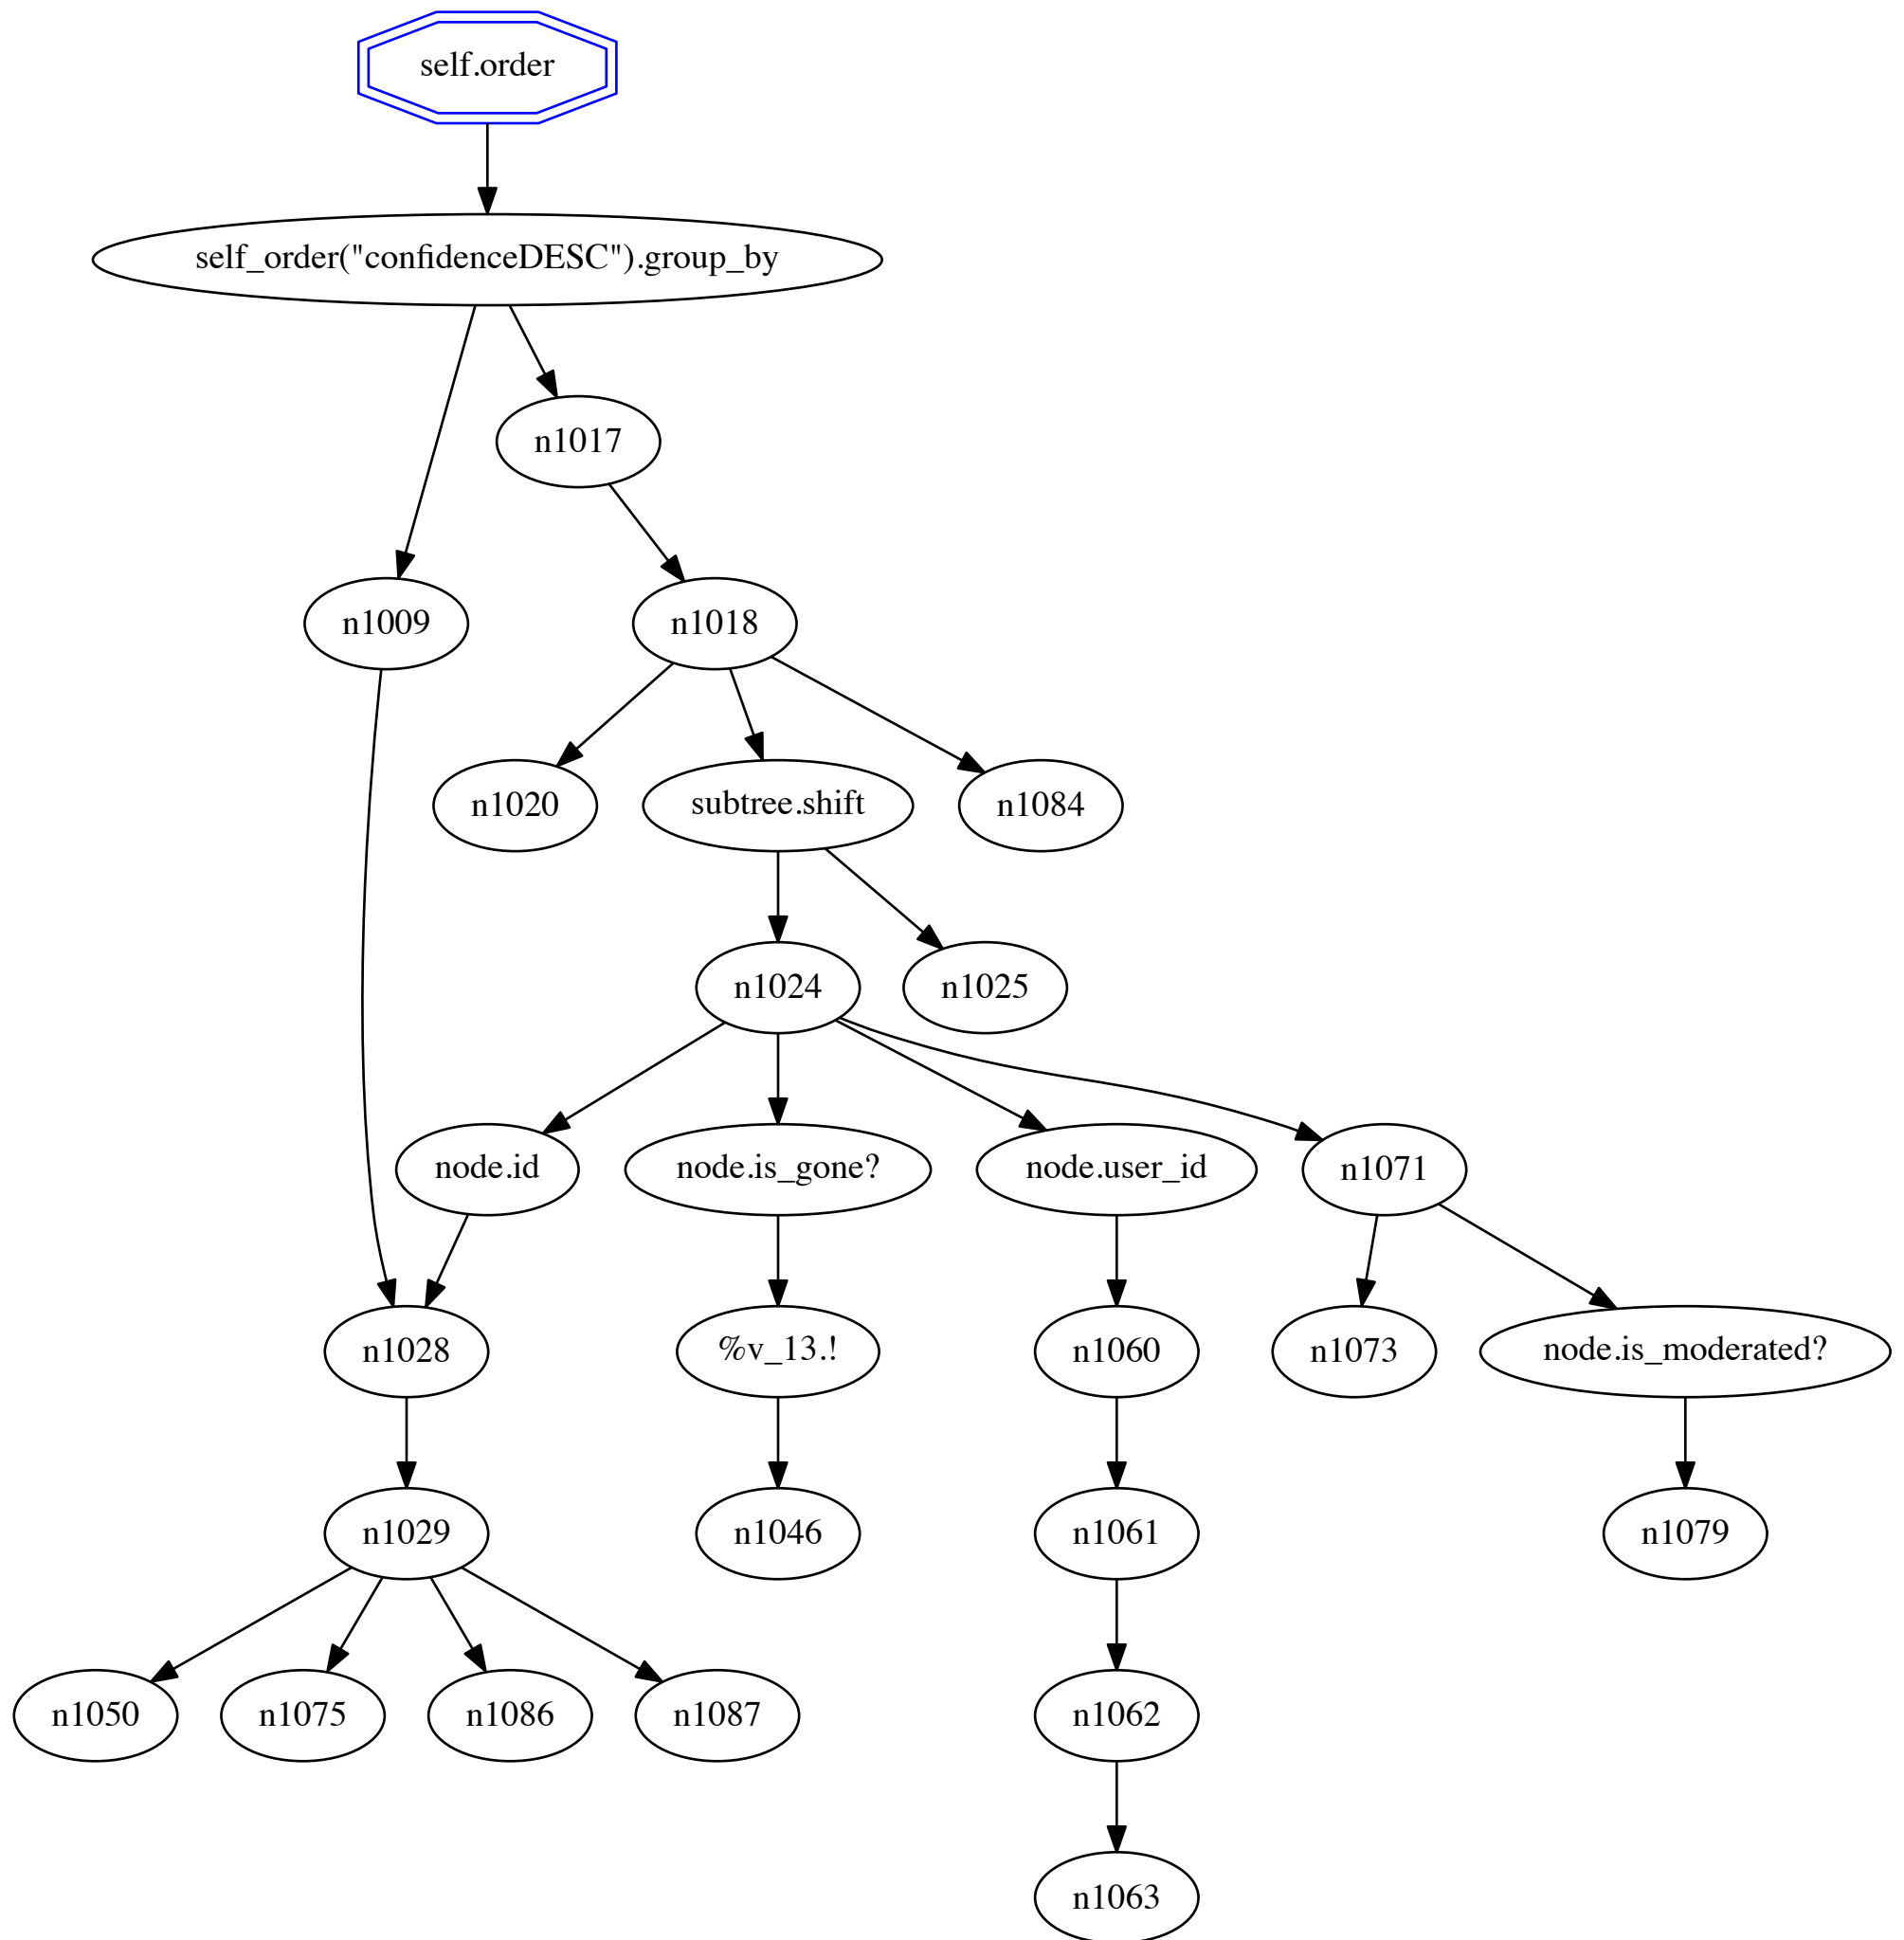 self.order
self_order("confidenceDESC").group_by
n1017
n1009
n1018
n1020
subtree.shift
n1084
n1024
n1025
node.id
node.is_gone?
node.user_id
n1071
n1028
%v_13.!
n1060
n1073
node.is_moderated?
n1029
n1046
n1061
n1079
n1050
n1075
n1086
n1087
n1062
n1063